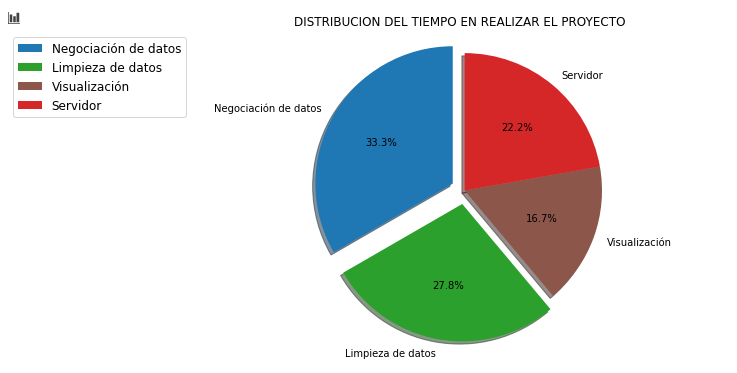 DISTRIBUCION DEL TIEMPO EN REALIZAR EL PROYECTO
Negociación de datos
Limpieza de datos
Visualización
Servidor
Servidor
Negociación de datos
22.2%
33.3%
16.7%
Visualización
27.8%
Limpieza de datos